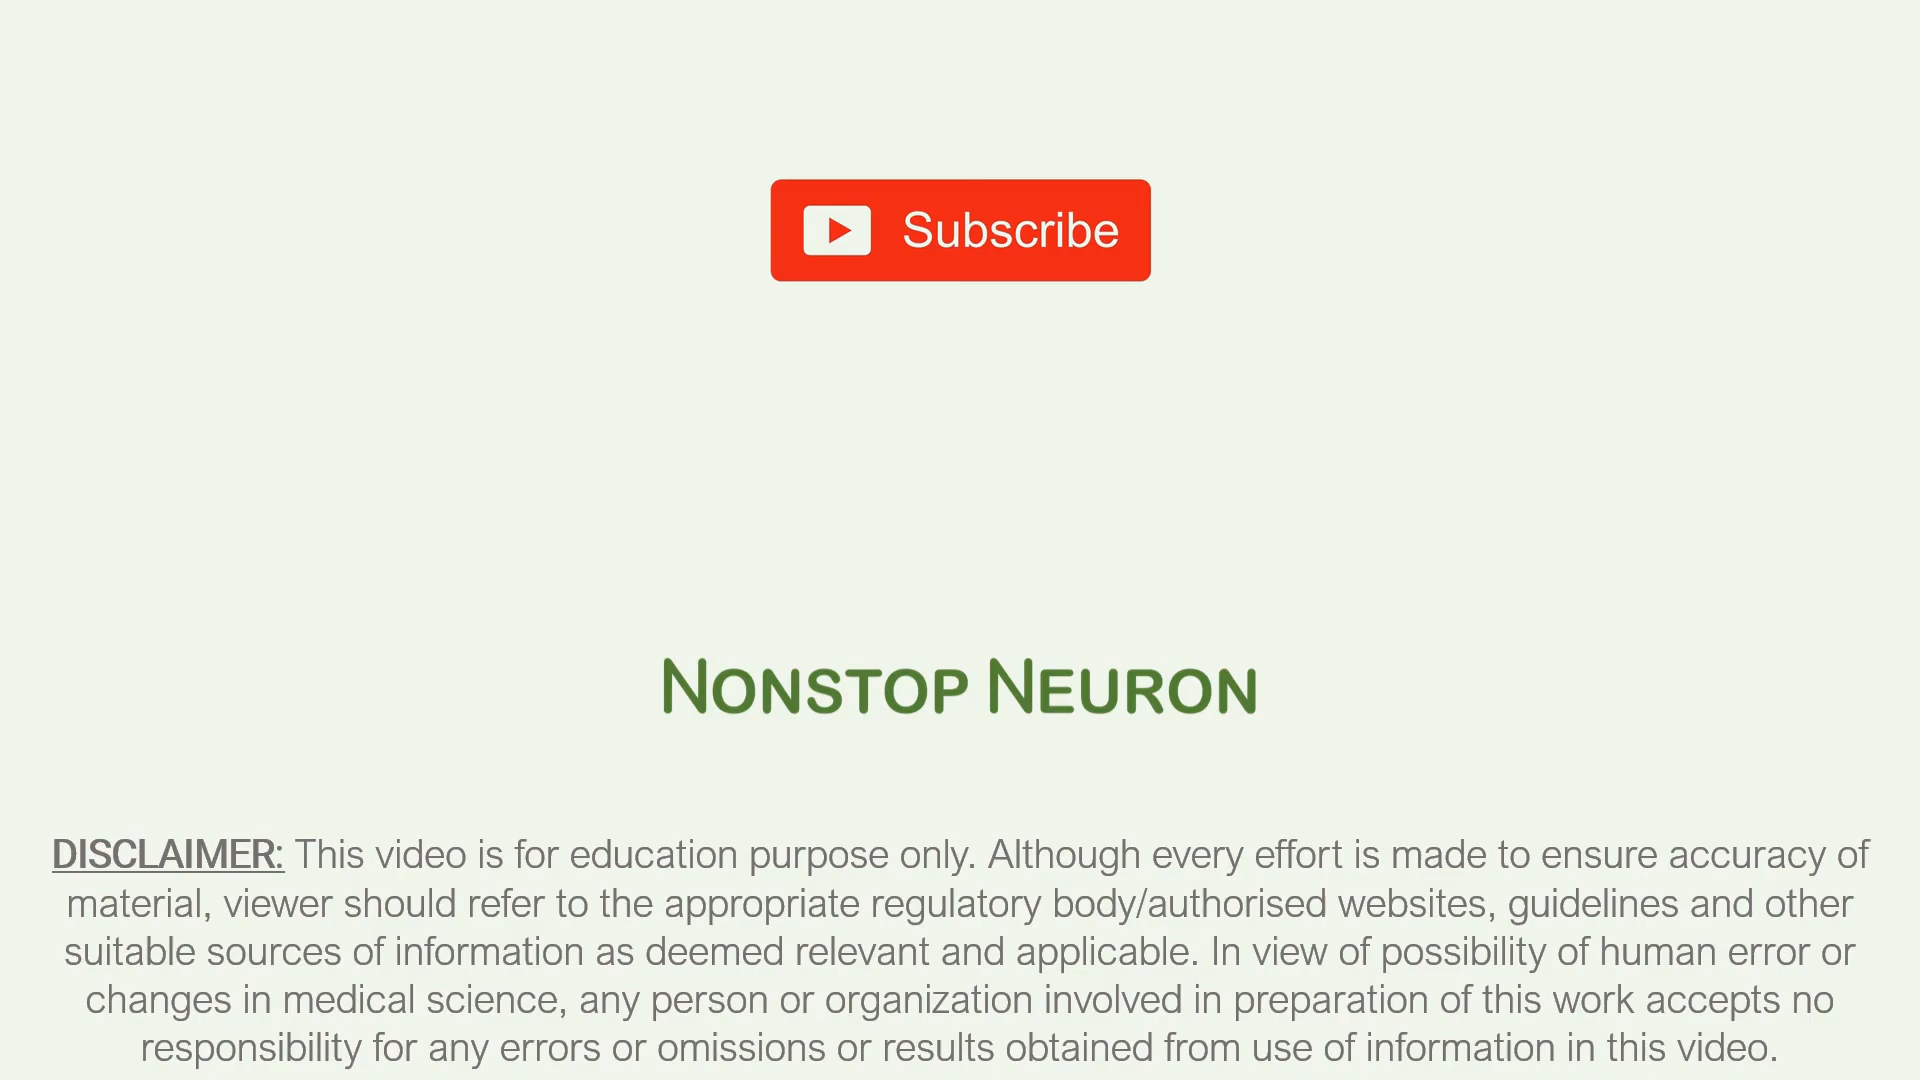 Subscribe
NONSTOP NEURON
DISCLAIMER: This video is for education purpose only. Although every effort is made to ensure accuracy of
material, viewer should refer to the appropriate regulatory body/authorised websites, guidelines and other
suitable sources of information as deemed relevant and applicable. In view of possibility of human error or
changes in medical science, any person or organization involved in preparation of this work accepts no
responsibility for any errors or omissions or results obtained from use of information in this video.